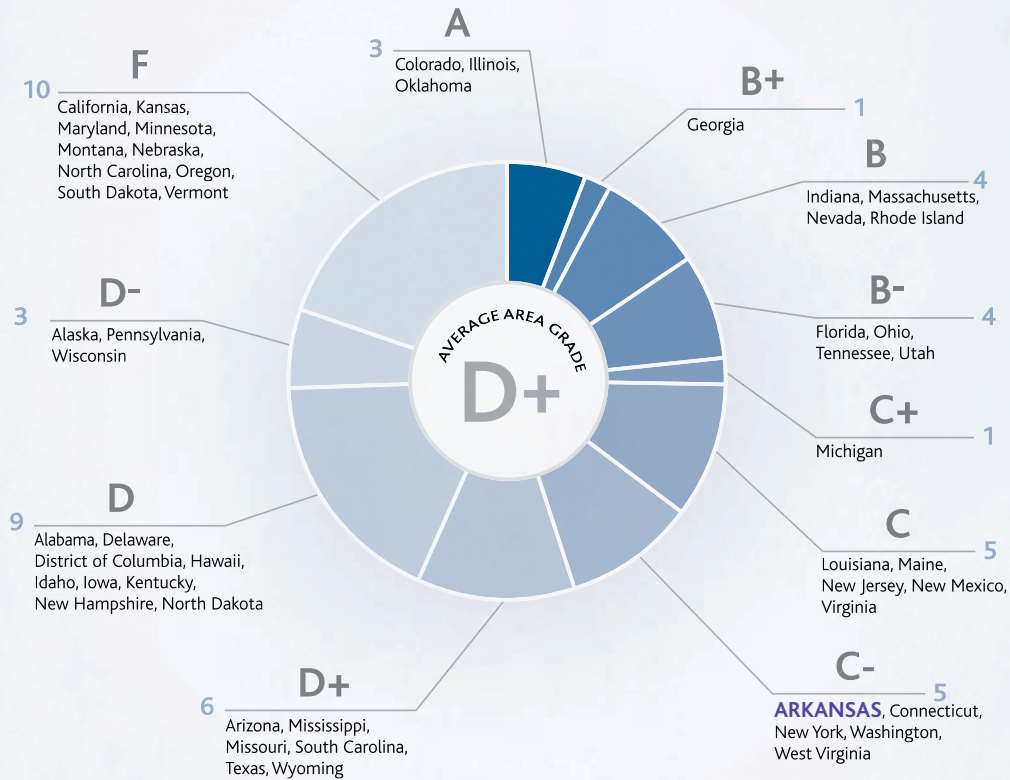 A
3
Colorado, Illinois,
Oklahoma
B+
1
Georgia
B
4
Indiana, Massachusetts,
Nevada, Rhode Island
B-
4
Florida, Ohio,
Tennessee, Utah
C+
1
Michigan
C
5
Louisiana, Maine,
New Jersey, New Mexico,
Virginia
C-
5
ARKANSAS, Connecticut,
New York, Washington,
West Virginia
D+
6
Arizona, Mississippi,
Missouri, South Carolina,
Texas, Wyoming
D
9
Alabama, Delaware,
District of Columbia, Hawaii,
Idaho, Iowa, Kentucky,
New Hampshire, North Dakota
D-
3
Alaska, Pennsylvania,
Wisconsin
F
10
California, Kansas,
Maryland, Minnesota,
Montana, Nebraska,
North Carolina, Oregon,
South Dakota, Vermont
AVERAGE AREA GRADE
D+